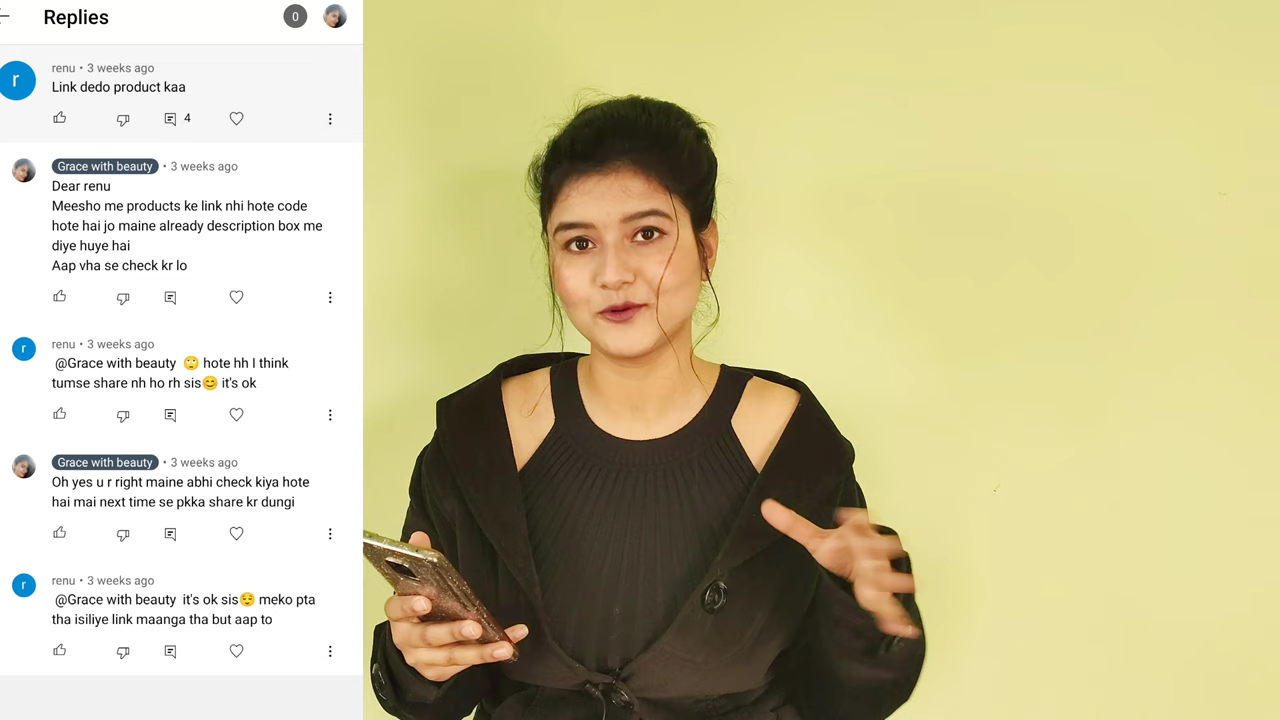 Replies
0
renu • 3 weeks ago
r
Link dedo product kaa
4
Grace with beauty • 3 weeks ago
Dear renu
Meesho me products ke link nhi hote code
hote hai jo maine already description box me
diye huye hai
Aap vha se check kr lo
renu • 3 weeks ago
r
@Grace with beauty 🙄 hote hh I think
tumse share nh ho rh sis😊 it's ok
Grace with beauty • 3 weeks ago
Oh yes u r right maine abhi check kiya hote
hai mai next time se pkka share kr dungi
renu • 3 weeks ago
r
@Grace with beauty it's ok sis😌 meko pta
tha isiliye link maanga tha but aap to